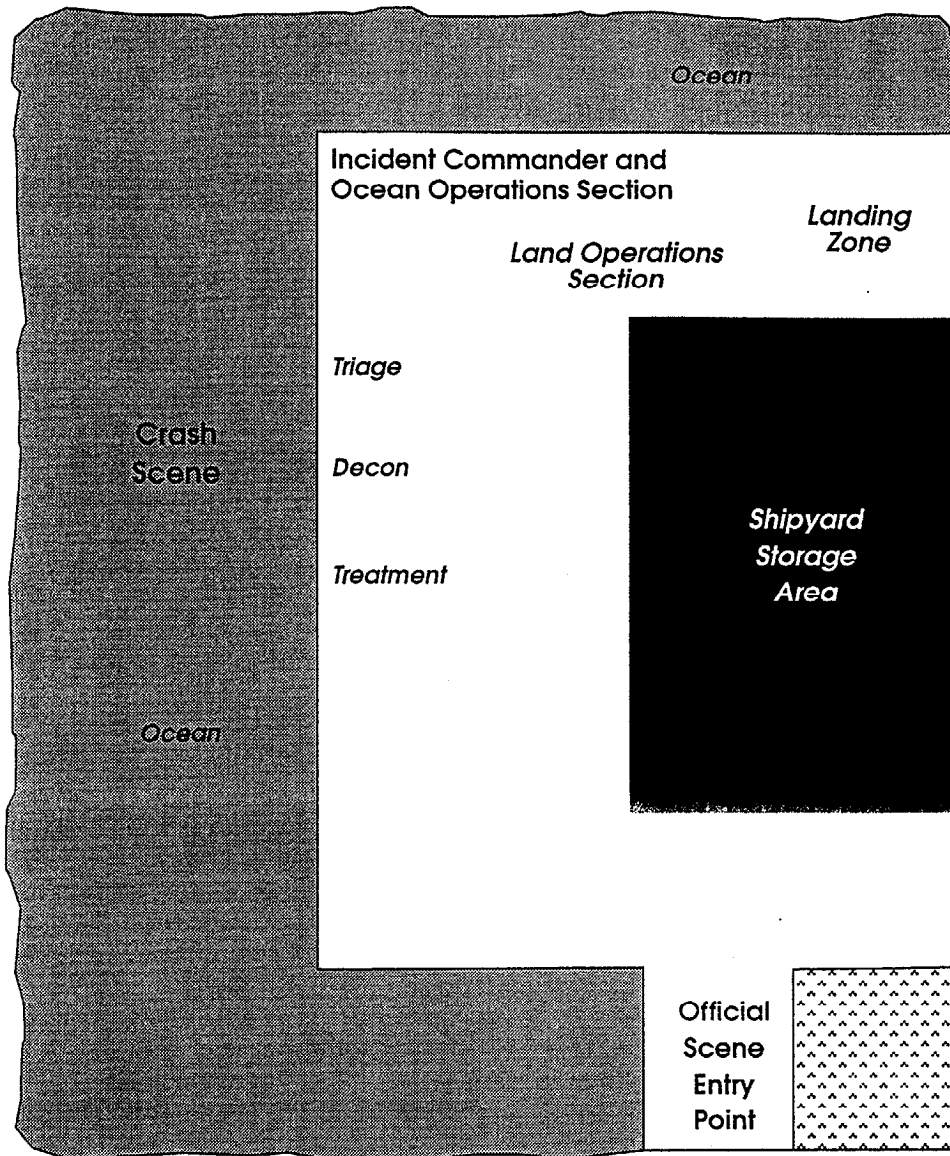 Ocean
Incident Commander and
Ocean Operations Section
Landing
Zone
Land Operations
Section
Triage
Crash
Scene
Decon
Shipyard
Storage
Area
Treatment
Ocean
Official
Scene
Entry
Point